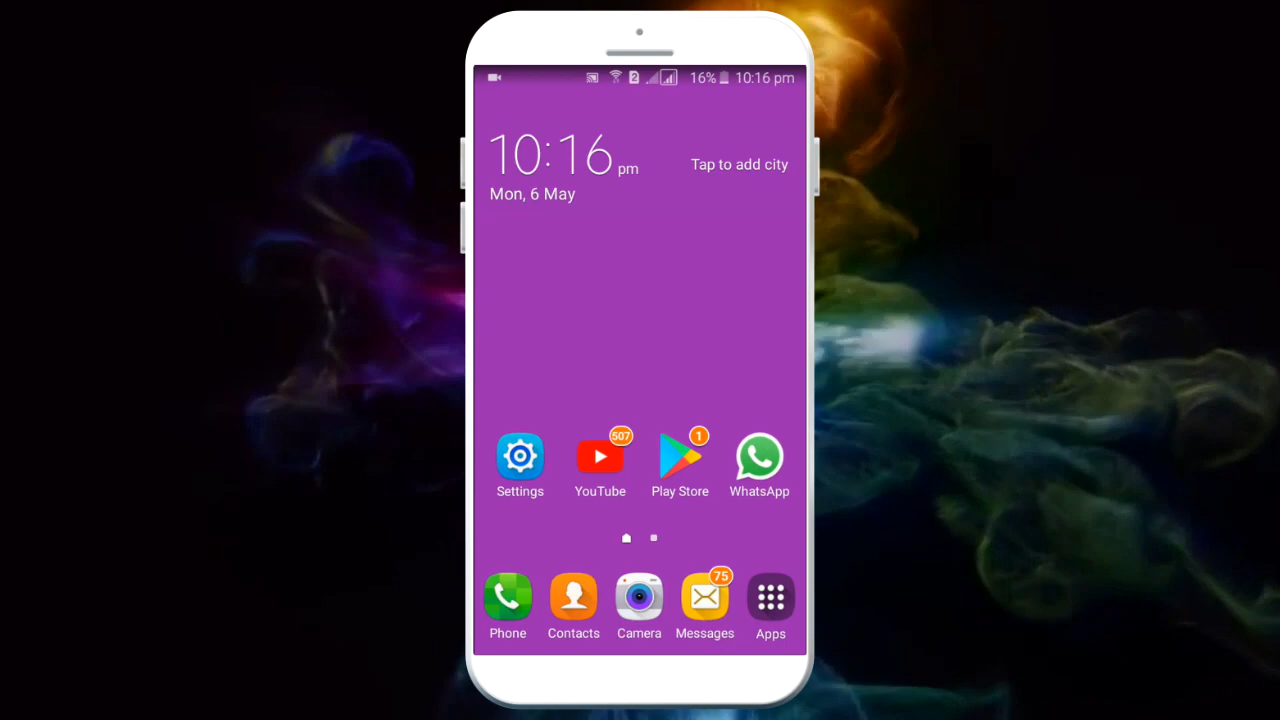 2 16% 10:16 pm
10:16 pm
Tap to add city
Mon, 6 May
507 1
Settings YouTube Play Store WhatsApp
75
Phone Contacts Camera Messages Apps